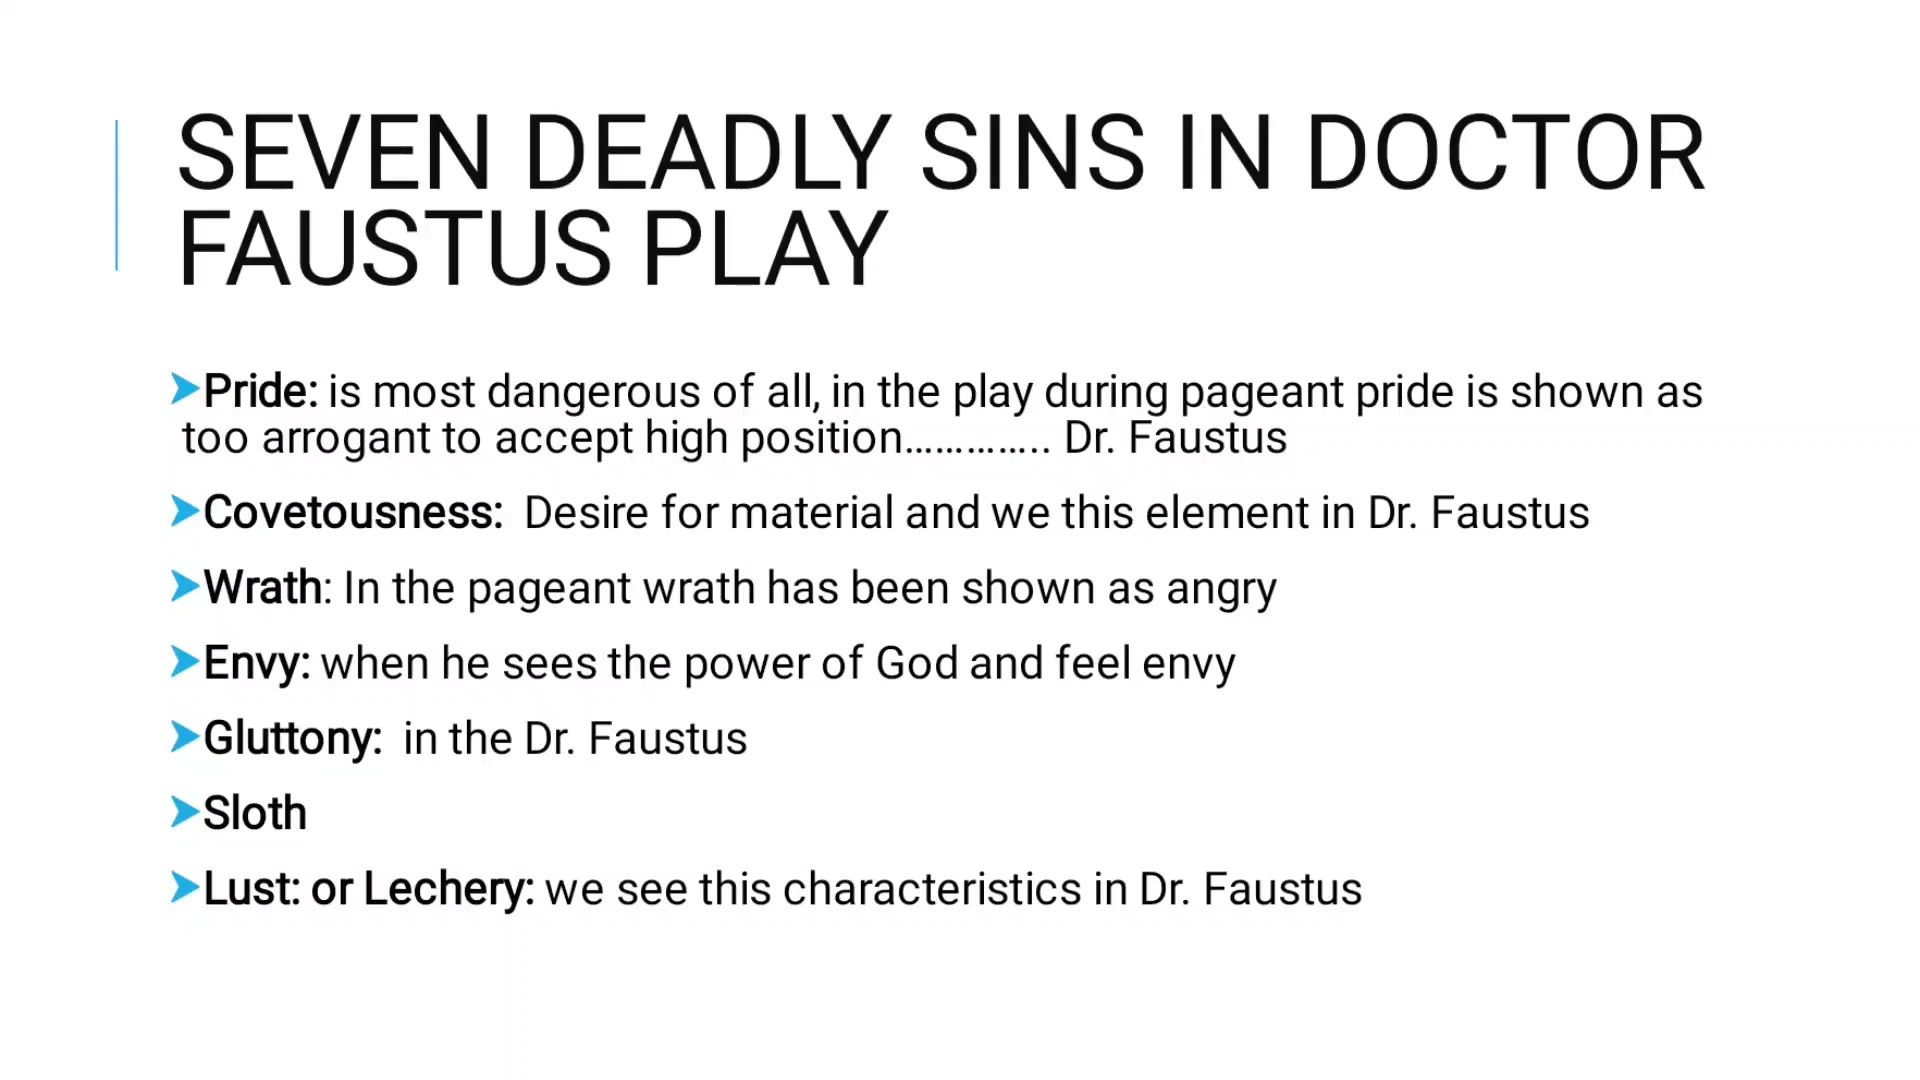 SEVEN DEADLY SINS IN DOCTOR
FAUSTUS PLAY
➤Pride: is most dangerous of all, in the play during pageant pride is shown as
too arrogant to accept high position………….. Dr. Faustus
➤Covetousness:  Desire for material and we this element in Dr. Faustus
➤Wrath: In the pageant wrath has been shown as angry
➤Envy: when he sees the power of God and feel envy
➤Gluttony:  in the Dr. Faustus
➤Sloth
➤Lust: or Lechery: we see this characteristics in Dr. Faustus